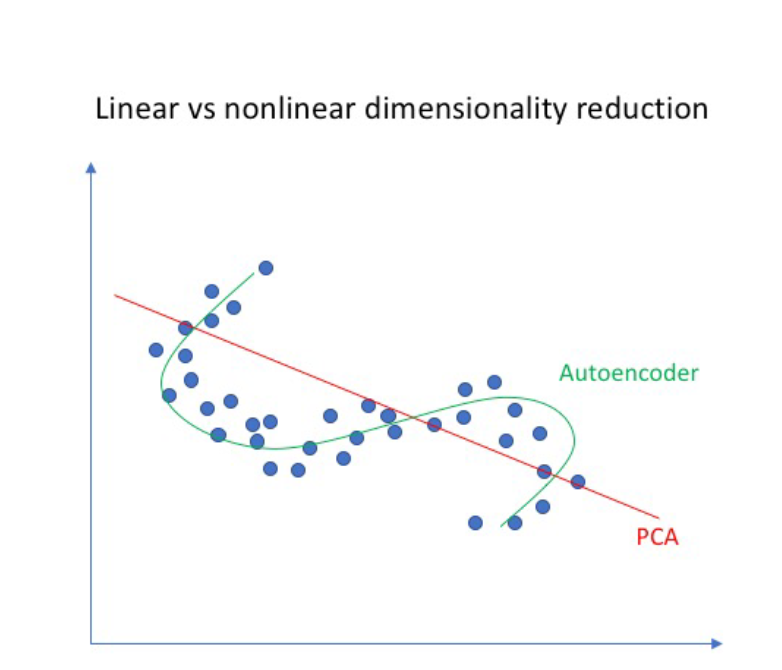 Linear vs nonlinear dimensionality reduction
Autoencoder
PCA